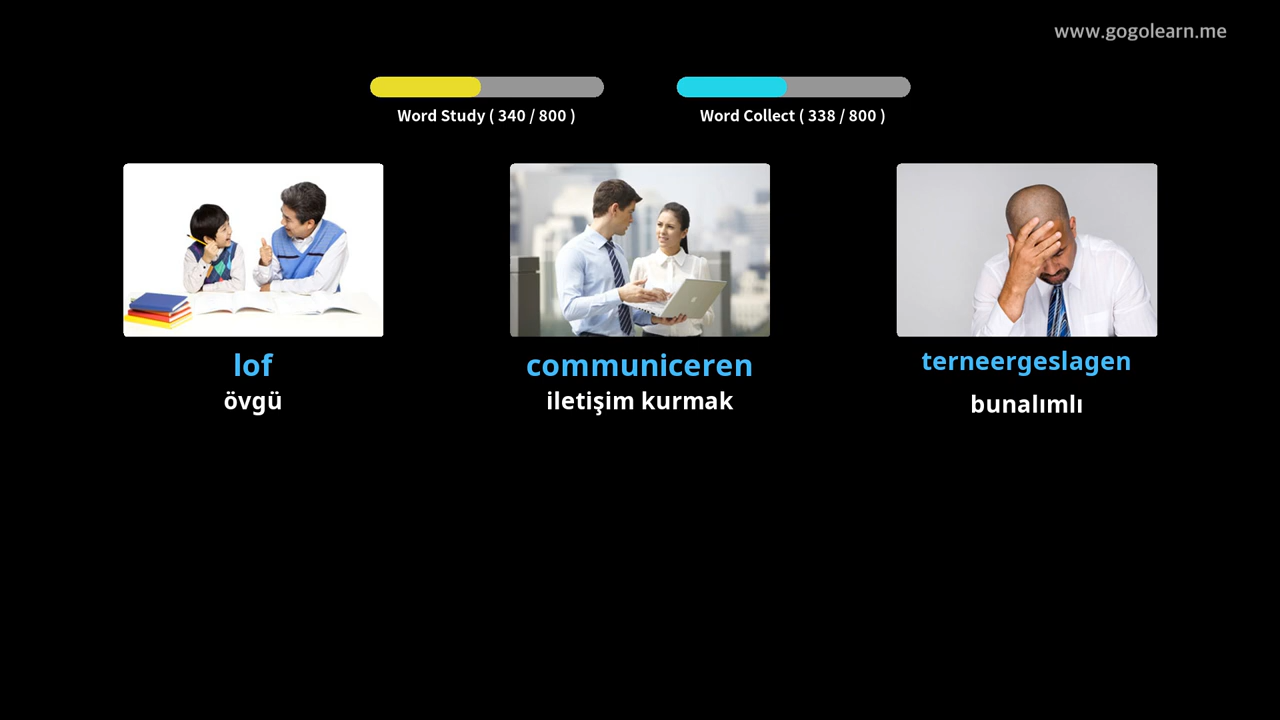 www.gogolearn.me
Word Study ( 340 / 800 )
Word Collect ( 338 / 800 )
lof
övgü
communiceren
iletişim kurmak
terneergeslagen
bunalımlı